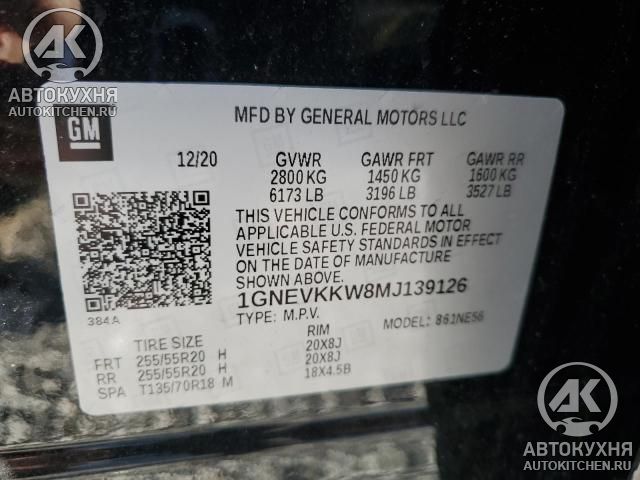 АК
АВТОКУХНЯ
AUTOKITCHEN.RU
GM
MFD BY GENERAL MOTORS LLC
12/20 GVWR GAWR FRT GAWR RR
2800 KG 1450 KG 1600 KG
6173 LB 3196 LB 3527 LB
THIS VEHICLE CONFORMS TO ALL
APPLICABLE U.S. FEDERAL MOTOR
VEHICLE SAFETY STANDARDS IN EFFECT
ON THE DATE OF MANUFACTURE
SHOWN ABOVE.
1GNEVKKW8MJ139126
TYPE: M.P.V. MODEL: 861NE56
384A
TIRE SIZE RIM
FRT 255/55R20 H 20X8J
RR 255/55R20 H 20X8J
SPA T135/70R18 M 18X4.5B
АК
АВТОКУХНЯ
AUTOKITCHEN.RU